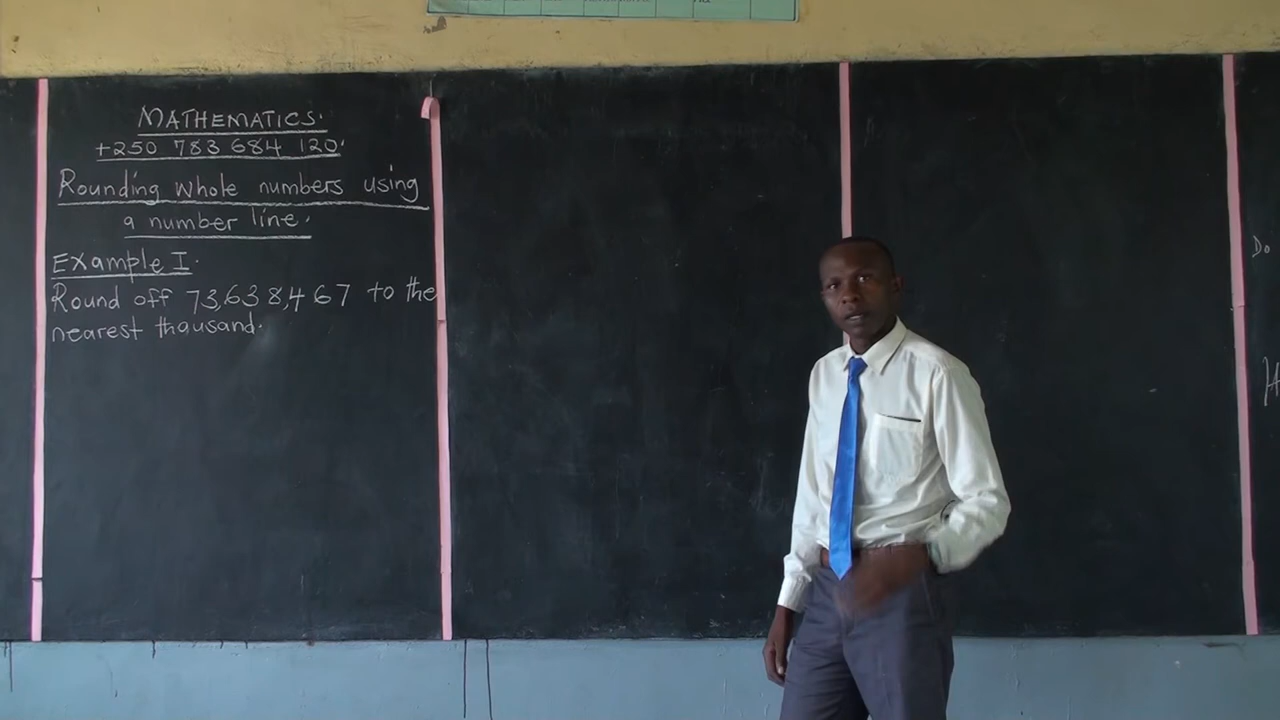 MATHEMATICS.
+250 783 684 120.
Rounding whole numbers using
a number line.
Example I.
Round off 73,638,467 to the
nearest thousand.
Do